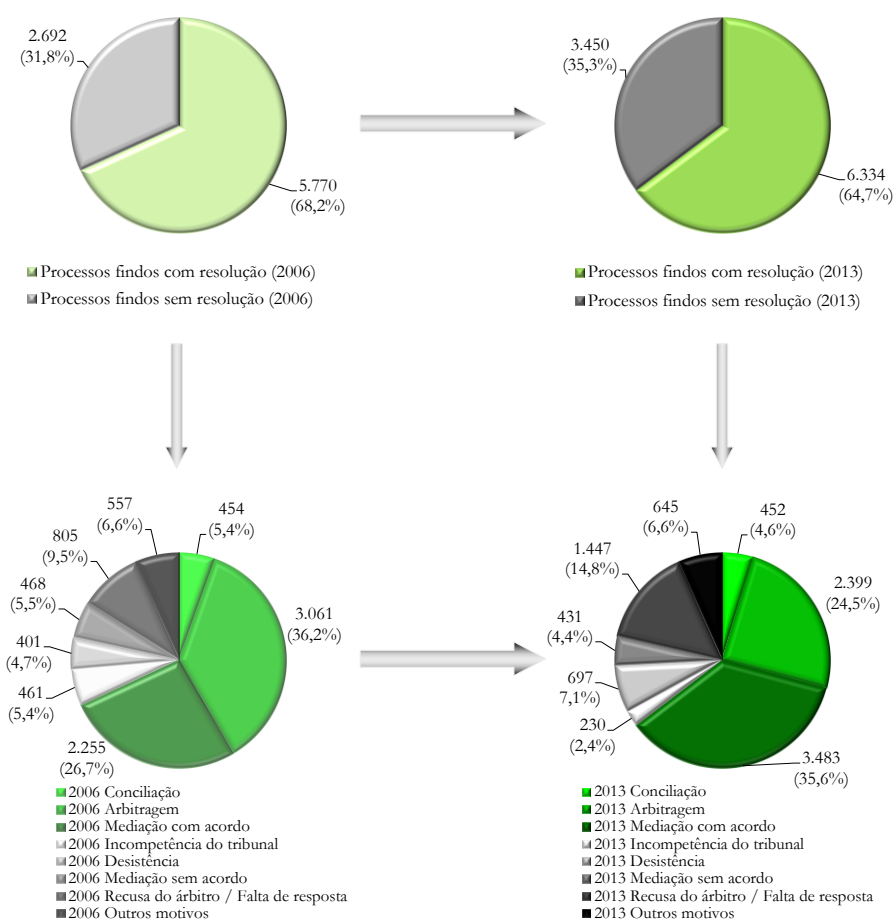 2.692
(31,8%)
5.770
(68,2%)
Processos findos com resolução (2006)
Processos findos sem resolução (2006)
3.450
(35,3%)
6.334
(64,7%)
Processos findos com resolução (2013)
Processos findos sem resolução (2013)
557
(6,6%)
454
(5,4%)
805
(9,5%)
468
(5,5%)
401
(4,7%)
461
(5,4%)
3.061
(36,2%)
2.255
(26,7%)
2006 Conciliação
2006 Arbitragem
2006 Mediação com acordo
2006 Incompetência do tribunal
2006 Desistência
2006 Mediação sem acordo
2006 Recusa do árbitro / Falta de resposta
2006 Outros motivos
645
(6,6%)
452
(4,6%)
1.447
(14,8%)
2.399
(24,5%)
431
(4,4%)
697
7,1%)
230
(2,4%)
3.483
(35,6%)
2013 Conciliação
2013 Arbitragem
2013 Mediação com acordo
2013 Incompetência do tribunal
2013 Desistência
2013 Mediação sem acordo
2013 Recusa do árbitro / Falta de resposta
2013 Outros motivos